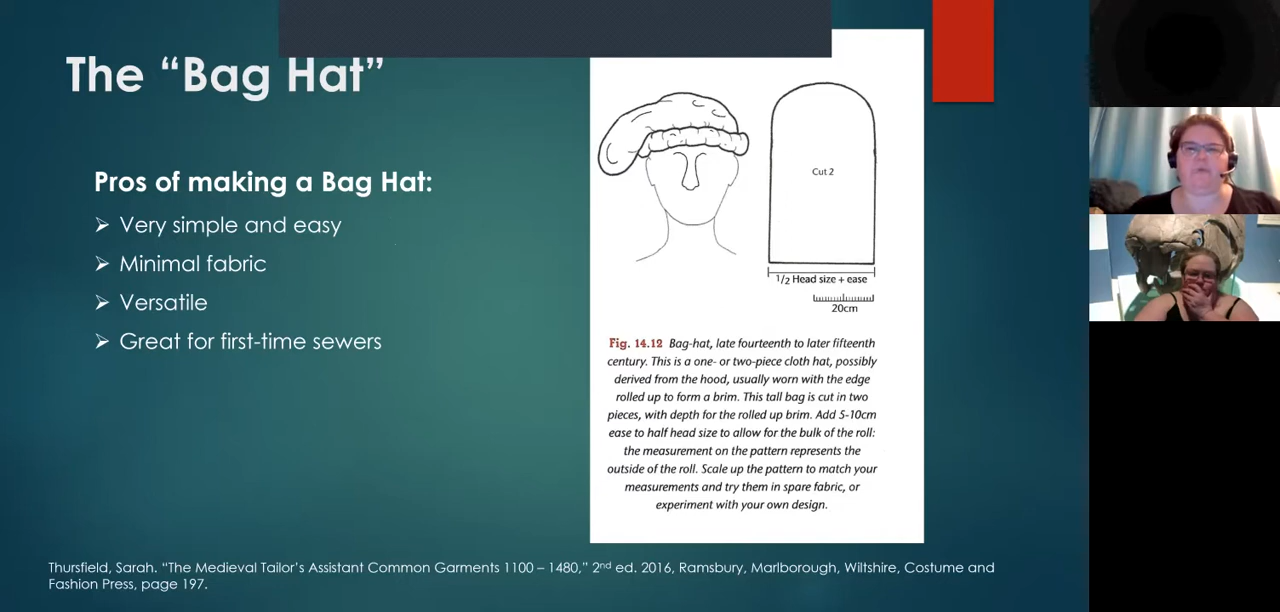 The “Bag Hat”
Pros of making a Bag Hat:
Very simple and easy
Minimal fabric
Versatile
Great for first-time sewers
Cut 2
1/2 Head size + ease
20cm
Fig. 14.12 Bag-hat, late fourteenth to later fifteenth
century. This is a one- or two-piece cloth hat, possibly
derived from the hood, usually worn with the edge
rolled up to form a brim. This tall bag is cut in two
pieces, with depth for the rolled up brim. Add 5-10cm
ease to half head size to allow for the bulk of the roll:
the measurement on the pattern represents the
outside of the roll. Scale up the pattern to match your
measurements and try them in spare fabric, or
experiment with your own design.
Thursfield, Sarah. “The Medieval Tailor’s Assistant Common Garments 1100 – 1480,” 2nd ed. 2016, Ramsbury, Marlborough, Wiltshire, Costume and
Fashion Press, page 197.